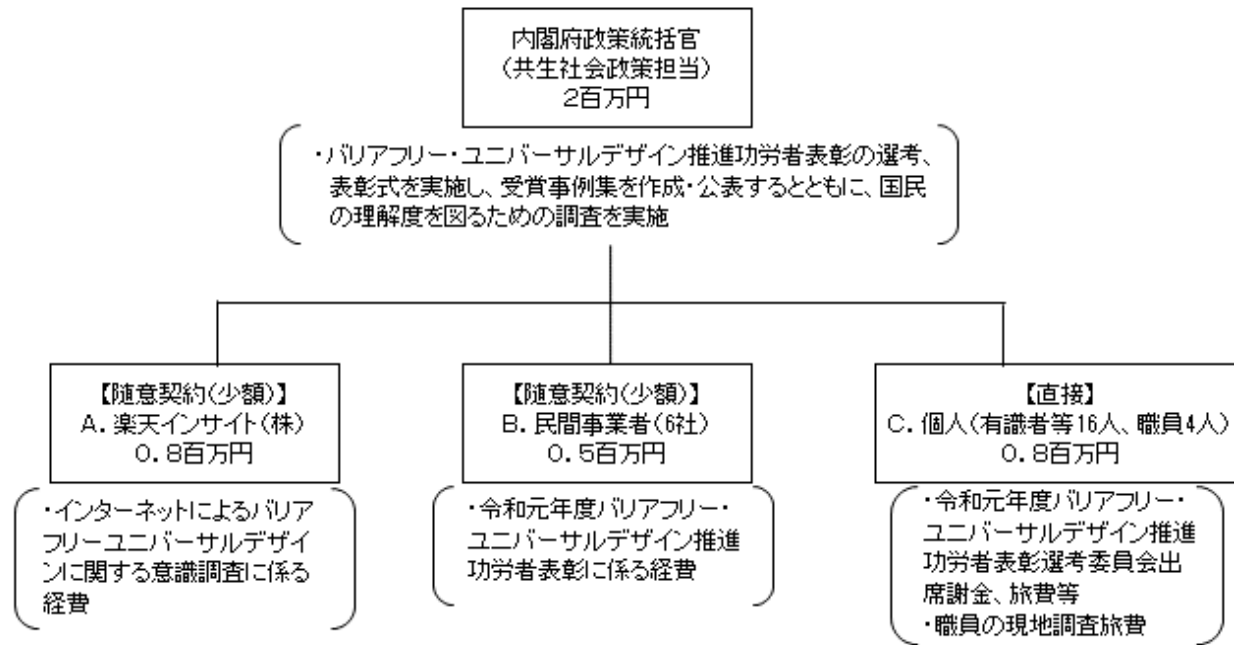 内閣府政策統括官
(共生社会政策担当)
2百万円
・バリアフリー・ユニバーサルデザイン推進功労者表彰の選考、
表彰式を実施し、受賞事例集を作成・公表するとともに、国民
の理解度を図るための調査を実施
【随意契約(少額)】
A. 楽天インサイト(株)
0.8百万円
・インターネットによるバリア
フリーユニバーサルデザイ
ンに関する意識調査に係る
経費
【随意契約(少額)】
B. 民間事業者(6社)
0.5百万円
・令和元年度バリアフリー・
ユニバーサルデザイン推進
功労者表彰に係る経費
【直接】
C. 個人(有識者等16人、職員4人)
0.8百万円
・令和元年度バリアフリー・
ユニバーサルデザイン推進
功労者表彰選考委員会出
席謝金、旅費等
・職員の現地調査旅費